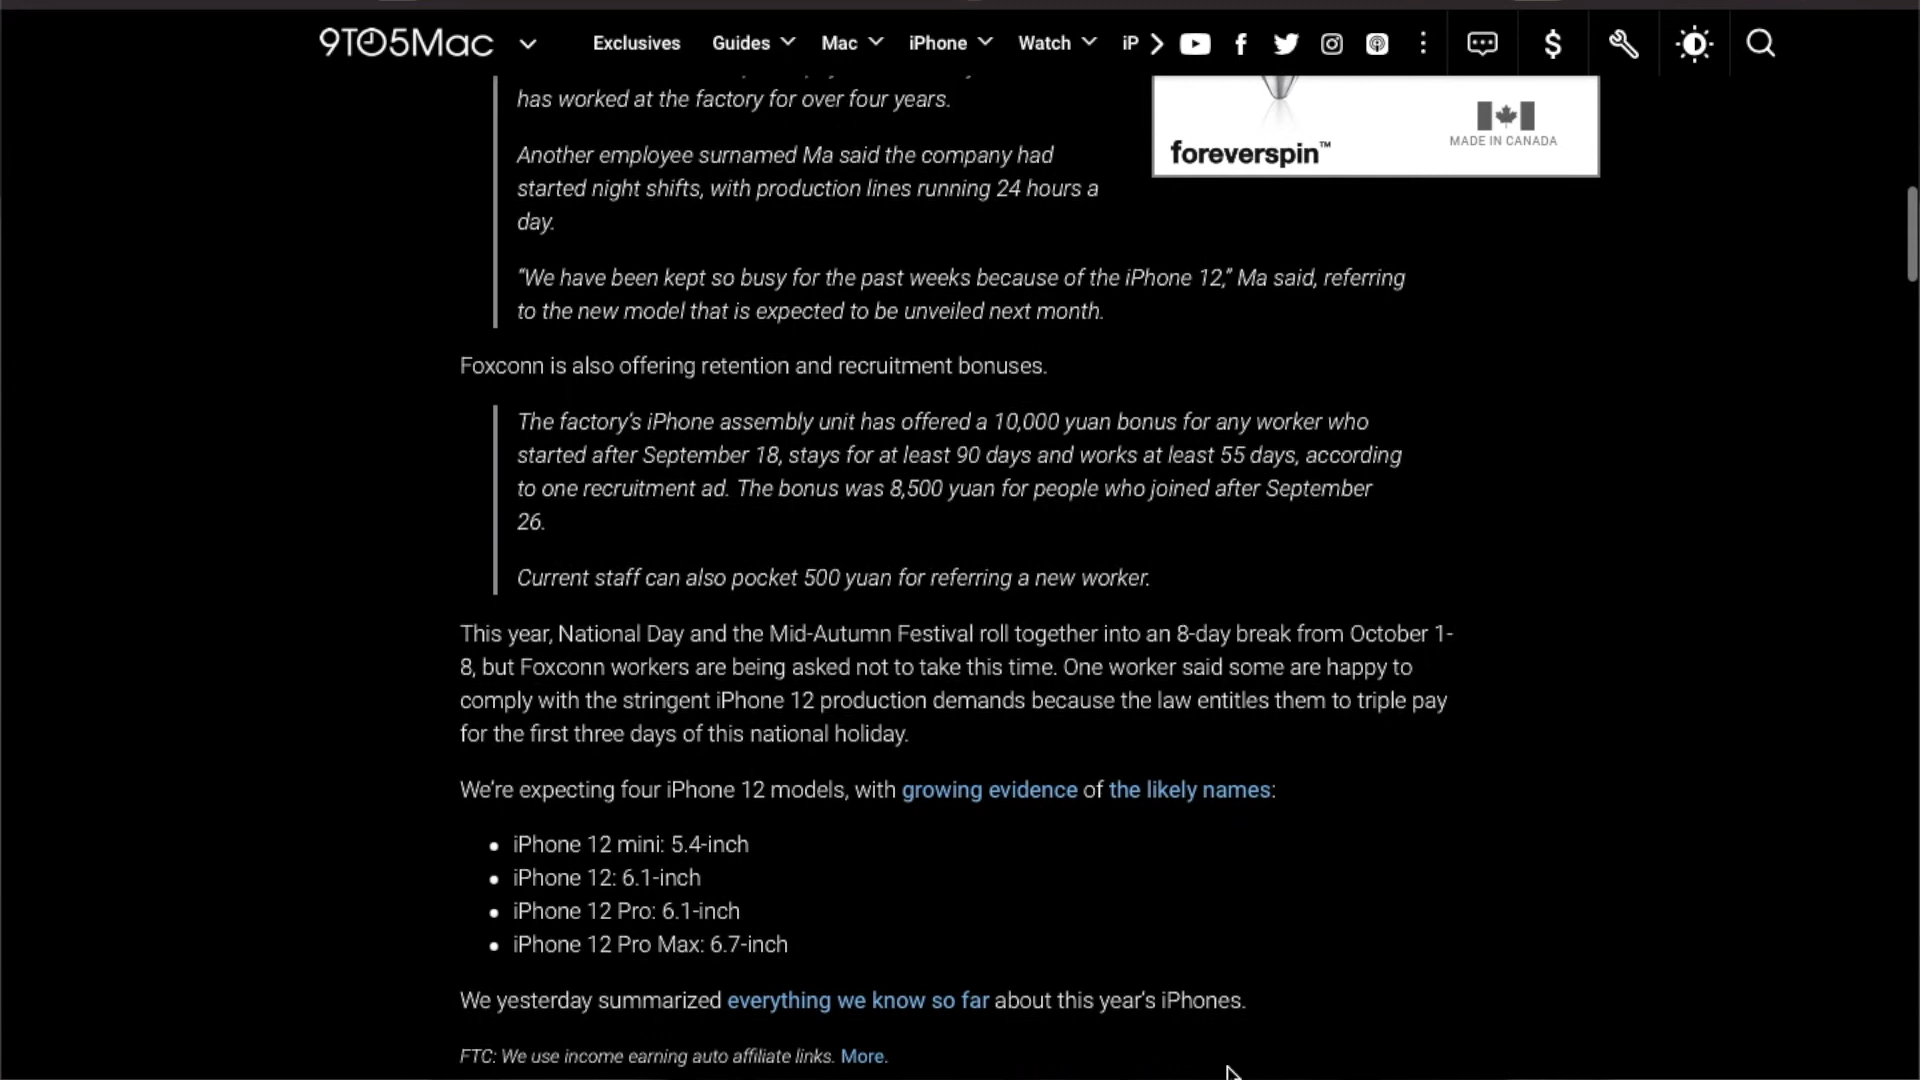 9TO5Mac
Exclusives Guides Mac iPhone Watch iP
has worked at the factory for over four years.
foreverspin™
MADE IN CANADA
Another employee surnamed Ma said the company had
started night shifts, with production lines running 24 hours a
day.
“We have been kept so busy for the past weeks because of the iPhone 12,” Ma said, referring
to the new model that is expected to be unveiled next month.
Foxconn is also offering retention and recruitment bonuses.
The factory’s iPhone assembly unit has offered a 10,000 yuan bonus for any worker who
started after September 18, stays for at least 90 days and works at least 55 days, according
to one recruitment ad. The bonus was 8,500 yuan for people who joined after September
26.
Current staff can also pocket 500 yuan for referring a new worker.
This year, National Day and the Mid-Autumn Festival roll together into an 8-day break from October 1-
8, but Foxconn workers are being asked not to take this time. One worker said some are happy to
comply with the stringent iPhone 12 production demands because the law entitles them to triple pay
for the first three days of this national holiday.
We’re expecting four iPhone 12 models, with growing evidence of the likely names:
• iPhone 12 mini: 5.4-inch
• iPhone 12: 6.1-inch
• iPhone 12 Pro: 6.1-inch
• iPhone 12 Pro Max: 6.7-inch
We yesterday summarized everything we know so far about this year’s iPhones.
FTC: We use income earning auto affiliate links. More.